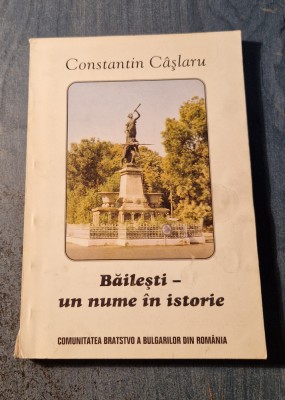 Constantin Câşlaru
Băileşti –
un nume în istorie
COMUNITATEA BRATSTVO A BULGARILOR DIN ROMÂNIA